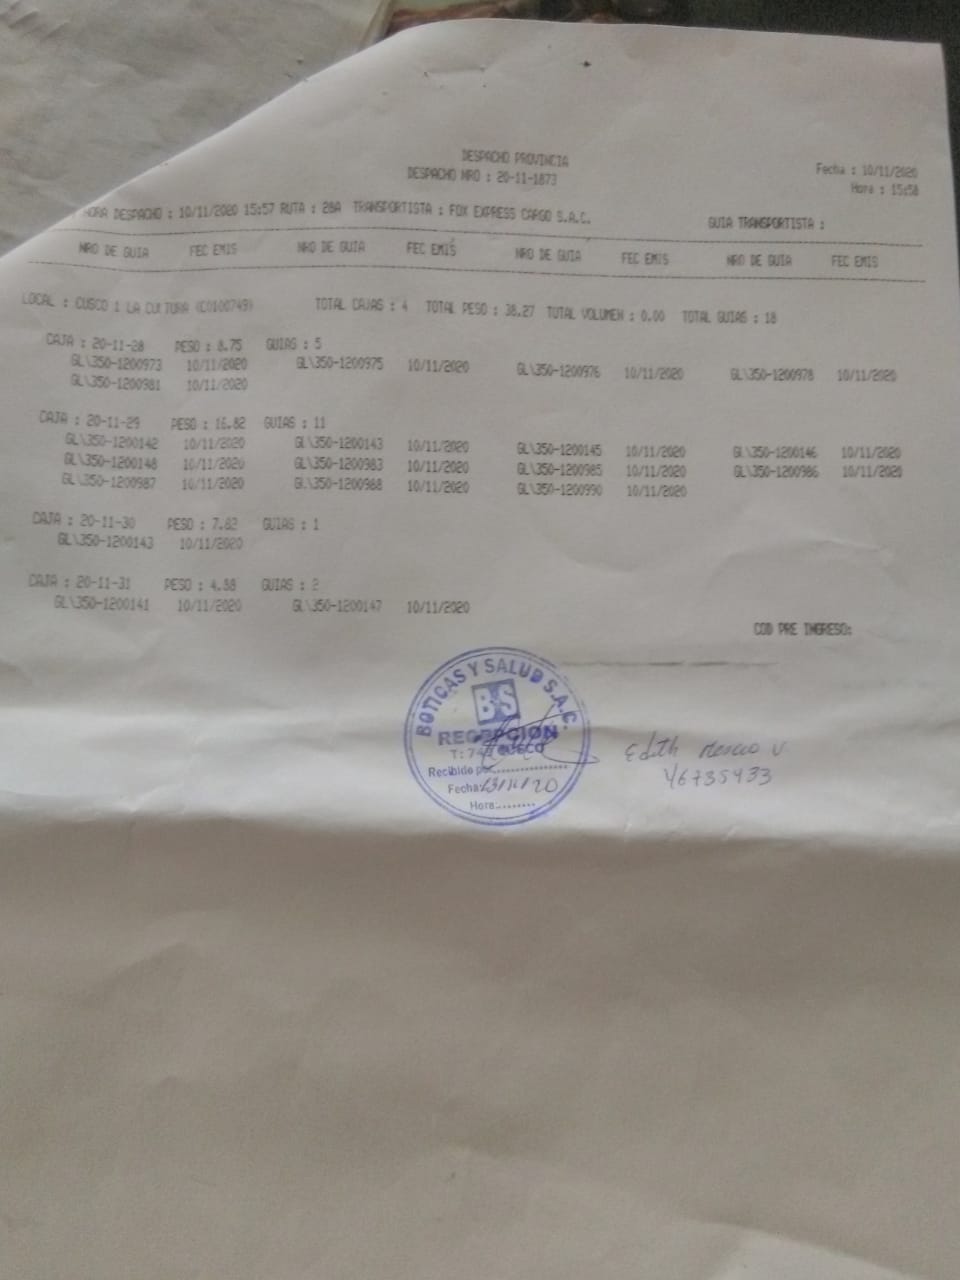 DESPACHO PROVINCIA
DESPACHO NRO : 20-11-1873
Fecha : 10/11/2020
Hora : 15:58
HORA DESPACHO : 10/11/2020 15:57 RUTA : 28A TRANSPORTISTA : FOX EXPRESS CARGO S.A.C. GUIA TRANSPORTISTA :
NRO DE GUIA FEC EMIS NRO DE GUIA FEC EMIS NRO DE GUIA FEC EMIS NRO DE GUIA FEC EMIS
LOCAL : CUSCO 1 LA CULTURA (C0100749) TOTAL CAJAS : 4 TOTAL PESO : 38.27 TOTAL VOLUMEN : 0.00 TOTAL GUIAS : 18
CAJA : 20-11-28 PESO : 8.75 GUIAS : 5
GL\350-1200973 10/11/2020 GL\350-1200975 10/11/2020 GL\350-1200976 10/11/2020 GL\350-1200978 10/11/2020
GL\350-1200981 10/11/2020
CAJA : 20-11-29 PESO : 16.82 GUIAS : 11
GL\350-1200142 10/11/2020 GL\350-1200143 10/11/2020 GL\350-1200145 10/11/2020 GL\350-1200146 10/11/2020
GL\350-1200148 10/11/2020 GL\350-1200983 10/11/2020 GL\350-1200985 10/11/2020 GL\350-1200986 10/11/2020
GL\350-1200987 10/11/2020 GL\350-1200988 10/11/2020 GL\350-1200990 10/11/2020
CAJA : 20-11-30 PESO : 7.82 GUIAS : 1
GL\350-1200143 10/11/2020
CAJA : 20-11-31 PESO : 4.88 GUIAS : 2
GL\350-1200141 10/11/2020 GL\350-1200147 10/11/2020
COD PRE INGRESO:
BOTICAS Y SALUD S.A.C.
BS
RECEPCION
CUSCO
Recibido por
Fecha: 13/11/20
Hora
Edith
46735433